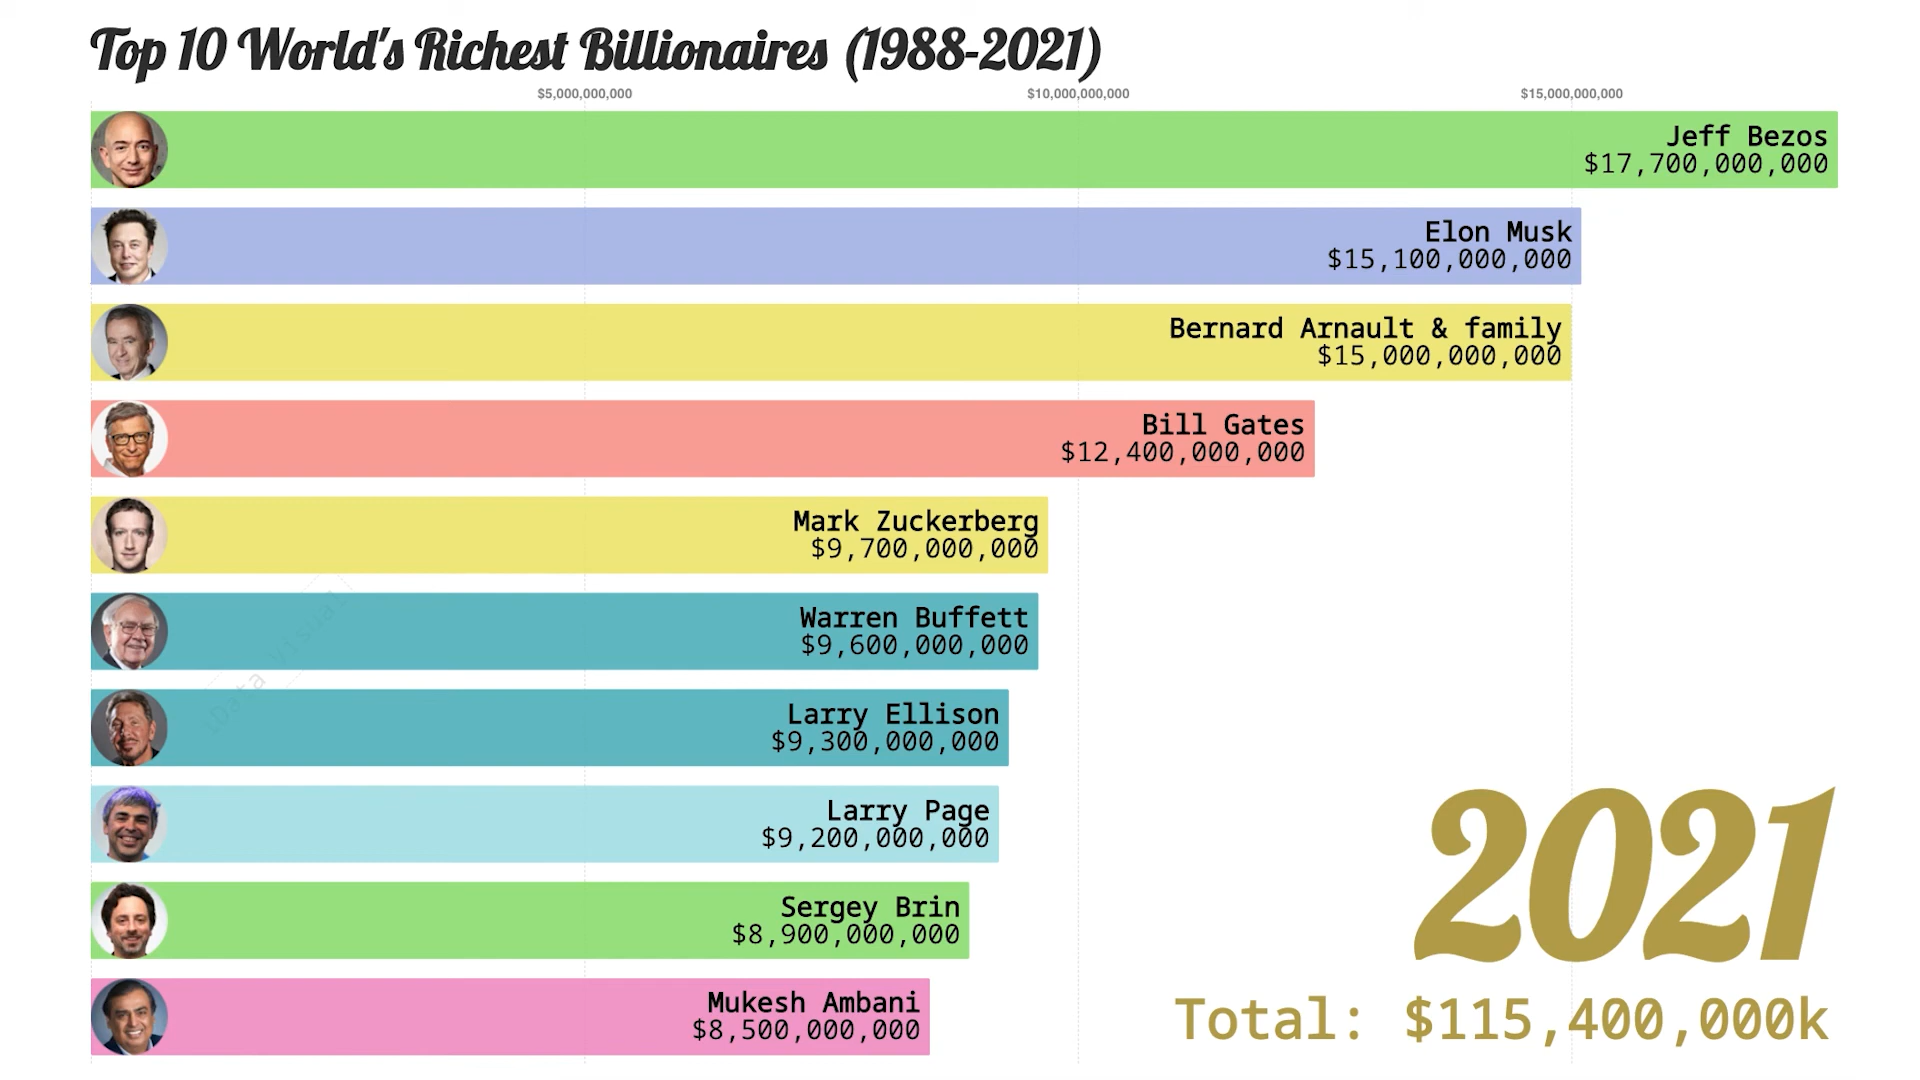 Top 10 World's Richest Billionaires (1988-2021)
$5,000,000,000 $10,000,000,000 $15,000,000,000
Jeff Bezos
$17,700,000,000
Elon Musk
$15,100,000,000
Bernard Arnault & family
$15,000,000,000
Bill Gates
$12,400,000,000
Mark Zuckerberg
$9,700,000,000
Warren Buffett
$9,600,000,000
Larry Ellison
$9,300,000,000
Larry Page
$9,200,000,000
Sergey Brin
$8,900,000,000
Mukesh Ambani
$8,500,000,000
2021
Total: $115,400,000k
Data Visual